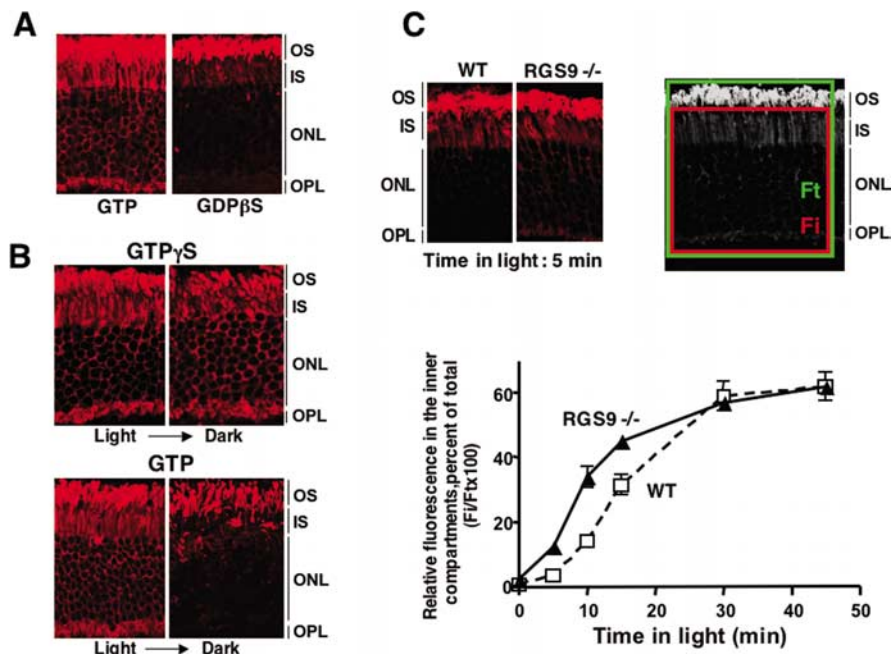 A
OS
IS
ONL
OPL
GTP
GDPβS
B
GTPγS
OS
IS
ONL
OPL
Light → Dark
GTP
OS
IS
ONL
OPL
Light → Dark
C
WT
RGS9 -/-
OS
IS
ONL
OPL
Time in light : 5 min
OS
IS
ONL
OPL
Ft
Fi
Relative fluorescence in the inner
compartments,percent of total
(Fi/Ftx100)
60
40
20
0
RGS9 -/-
WT
0
10
20
30
40
50
Time in light (min)